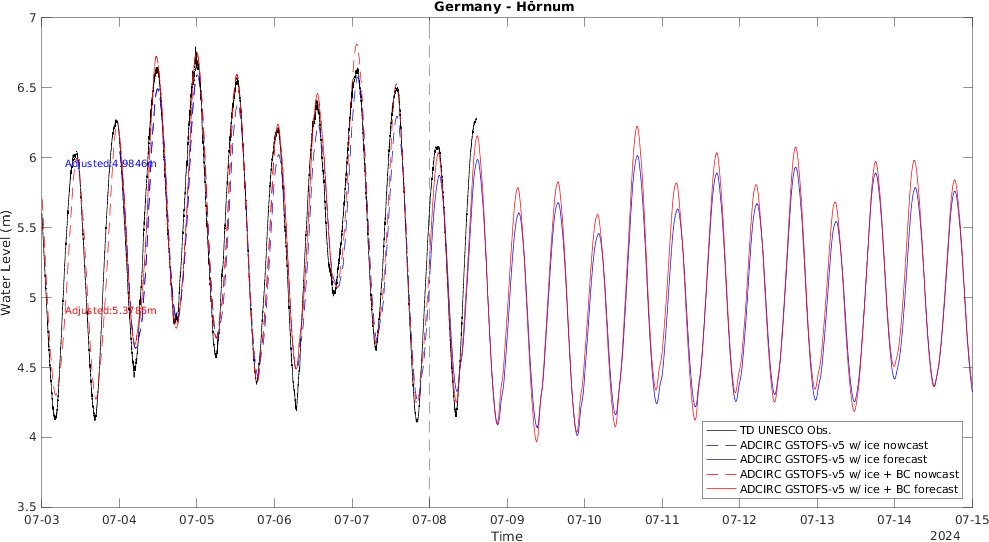 Germany - Hörnum
7
6.5
6
5.5
5
4.5
4
3.5
Water Level (m)
Adjusted:4.9846m
Adjusted:5.3785m
TD UNESCO Obs.
ADCIRC GSTOFS-v5 w/ ice nowcast
ADCIRC GSTOFS-v5 w/ ice forecast
ADCIRC GSTOFS-v5 w/ ice + BC nowcast
ADCIRC GSTOFS-v5 w/ ice + BC forecast
07-03 07-04 07-05 07-06 07-07 07-08 07-09 07-10 07-11 07-12 07-13 07-14 07-15
Time
2024